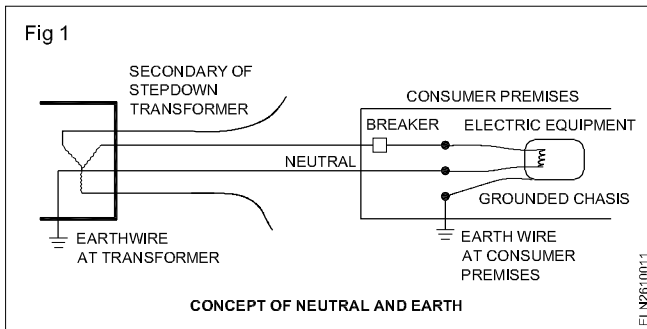 Fig 1
SECONDARY OF
STEPDOWN
TRANSFORMER
CONSUMER PREMISES
BREAKER
ELECTRIC EQUIPMENT
NEUTRAL
GROUNDED CHASIS
EARTHWIRE
AT TRANSFORMER
EARTH WIRE
AT CONSUMER
PREMISES
CONCEPT OF NEUTRAL AND EARTH
ELN2610011